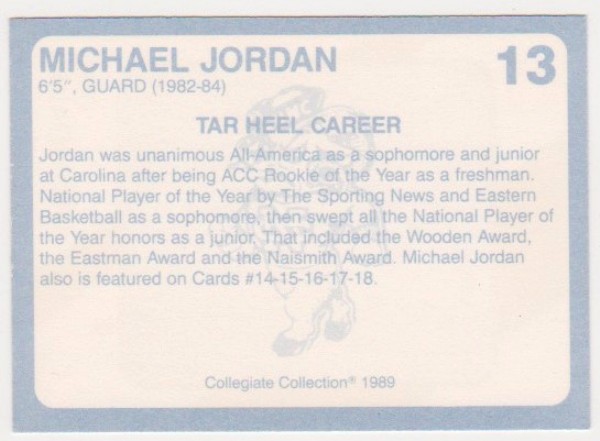 MICHAEL JORDAN 13
6'5", GUARD (1982-84)
TAR HEEL CAREER
Jordan was unanimous All-America as a sophomore and junior
at Carolina after being ACC Rookie of the Year as a freshman.
National Player of the Year by The Sporting News and Eastern
Basketball as a sophomore, then swept all the National Player of
the Year honors as a junior. That included the Wooden Award,
the Eastman Award and the Naismith Award. Michael Jordan
also is featured on Cards #14-15-16-17-18.
Collegiate Collection® 1989